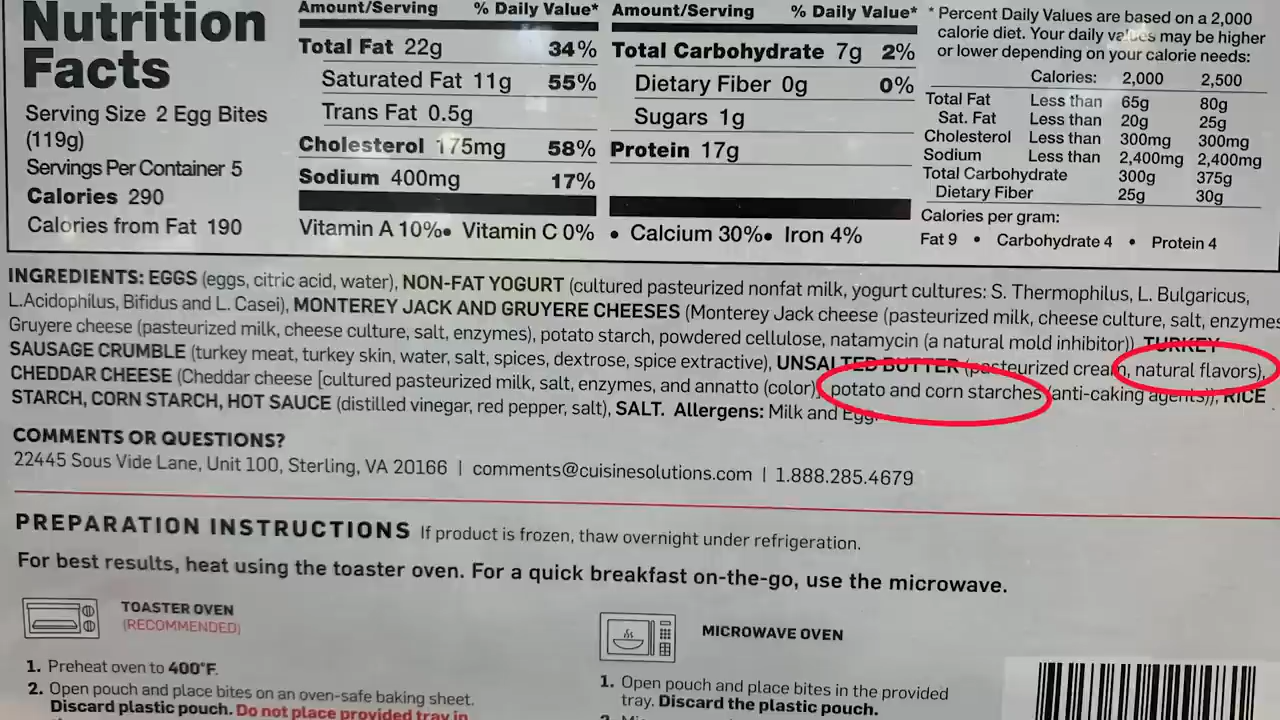 Nutrition
Facts
Serving Size 2 Egg Bites
(119g)
Servings Per Container 5
Calories 290
Calories from Fat 190
Amount/Serving % Daily Value*
Total Fat 22g 34%
Saturated Fat 11g 55%
Trans Fat 0.5g
Cholesterol 175mg 58%
Sodium 400mg 17%
Amount/Serving % Daily Value*
Total Carbohydrate 7g 2%
Dietary Fiber 0g 0%
Sugars 1g
Protein 17g
Vitamin A 10% • Vitamin C 0% • Calcium 30% • Iron 4%
* Percent Daily Values are based on a 2,000
calorie diet. Your daily values may be higher
or lower depending on your calorie needs:
Calories: 2,000 2,500
Total Fat Less than 65g 80g
Sat. Fat Less than 20g 25g
Cholesterol Less than 300mg 300mg
Sodium Less than 2,400mg 2,400mg
Total Carbohydrate 300g 375g
Dietary Fiber 25g 30g
Calories per gram:
Fat 9 • Carbohydrate 4 • Protein 4
INGREDIENTS: EGGS (eggs, citric acid, water), NON-FAT YOGURT (cultured pasteurized nonfat milk, yogurt cultures: S. Thermophilus, L. Bulgaricus,
L.Acidophilus, Bifidus and L. Casei), MONTEREY JACK AND GRUYERE CHEESES (Monterey Jack cheese (pasteurized milk, cheese culture, salt, enzymes
Gruyere cheese (pasteurized milk, cheese culture, salt, enzymes), potato starch, powdered cellulose, natamycin (a natural mold inhibitor)) TURKEY
SAUSAGE CRUMBLE (turkey meat, turkey skin, water, salt, spices, dextrose, spice extractive), UNSALTED BUTTER (pasteurized cream, natural flavors),
CHEDDAR CHEESE (Cheddar cheese [cultured pasteurized milk, salt, enzymes, and annatto (color)], potato and corn starches (anti-caking agents)), RICE
STARCH, CORN STARCH, HOT SAUCE (distilled vinegar, red pepper, salt), SALT. Allergens: Milk and Egg.
COMMENTS OR QUESTIONS?
22445 Sous Vide Lane, Unit 100, Sterling, VA 20166 | comments@cuisinesolutions.com | 1.888.285.4679
PREPARATION INSTRUCTIONS If product is frozen, thaw overnight under refrigeration.
For best results, heat using the toaster oven. For a quick breakfast on-the-go, use the microwave.
TOASTER OVEN
(RECOMMENDED)
1. Preheat oven to 400°F.
2. Open pouch and place bites on an oven-safe baking sheet.
Discard plastic pouch. Do not place provided tray in
MICROWAVE OVEN
1. Open pouch and place bites in the provided
tray. Discard the plastic pouch.